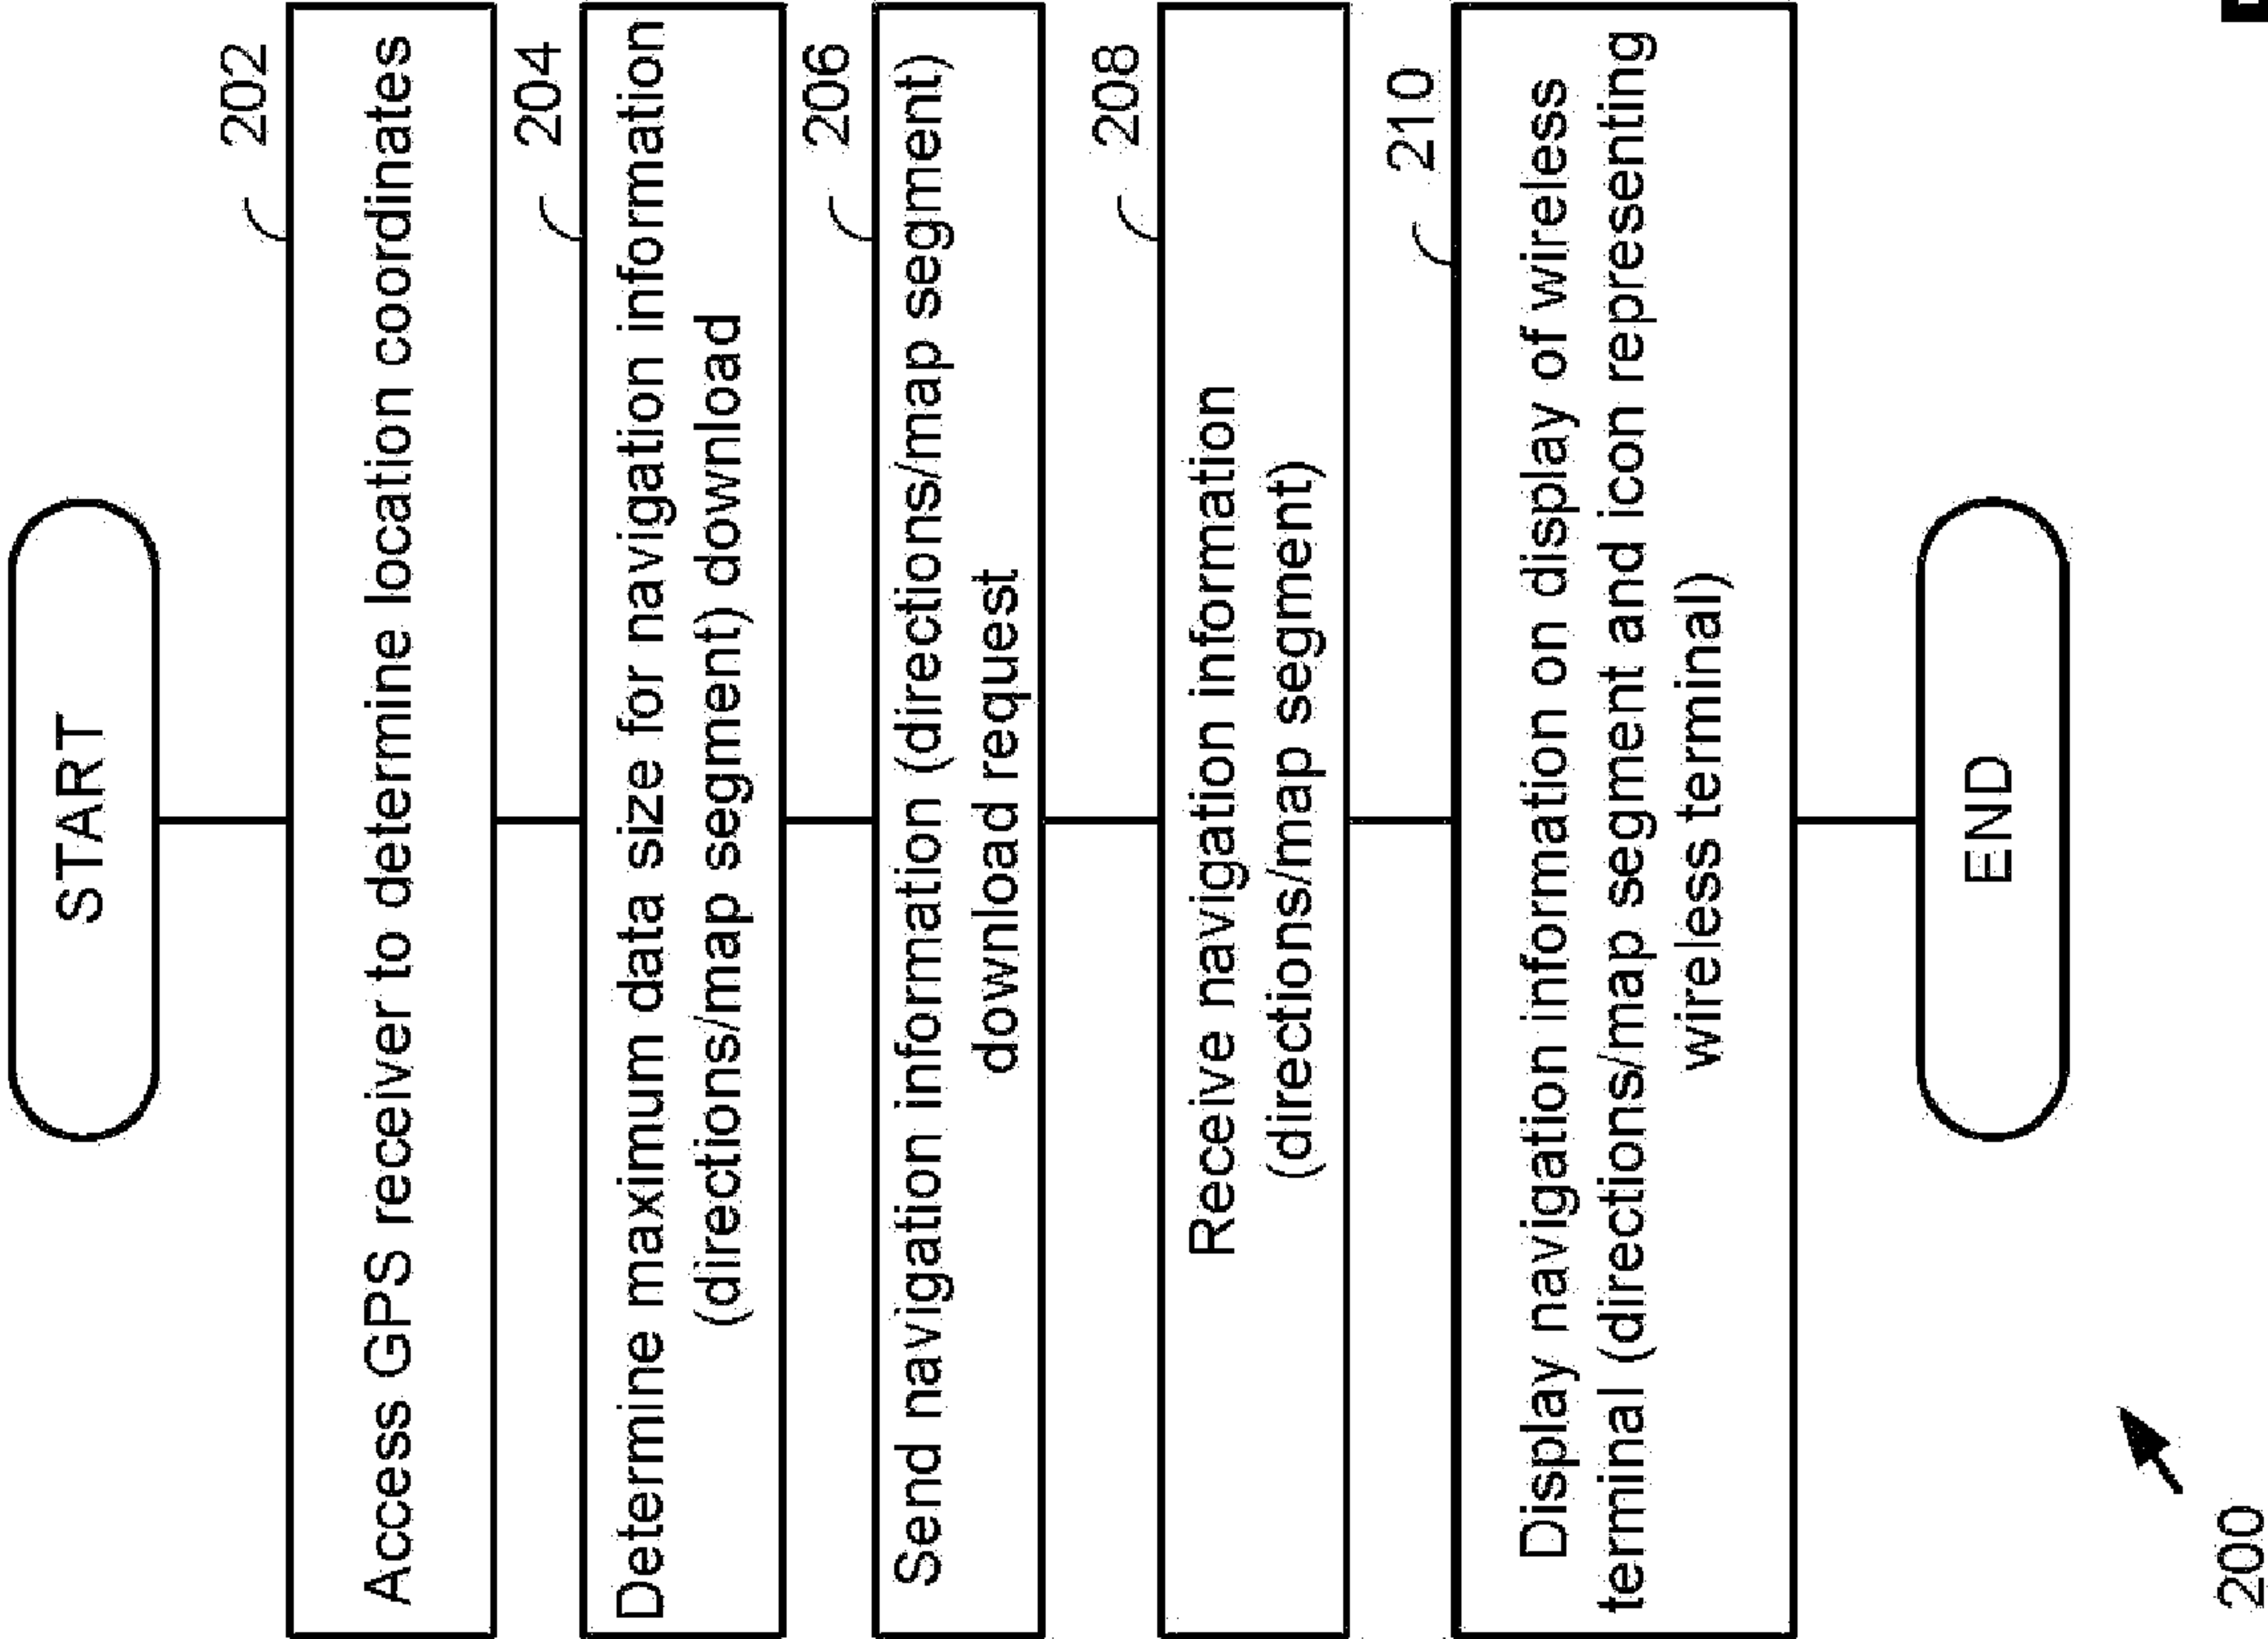 START
202
Access GPS receiver to determine location coordinates
204
Determine maximum data size for navigation information
(directions/map segment) download
206
Send navigation information (directions/map segment)
download request
208
Receive navigation information
(directions/map segment)
210
Display navigation information on display of wireless
terminal (directions/map segment and icon representing
wireless terminal)
END
200